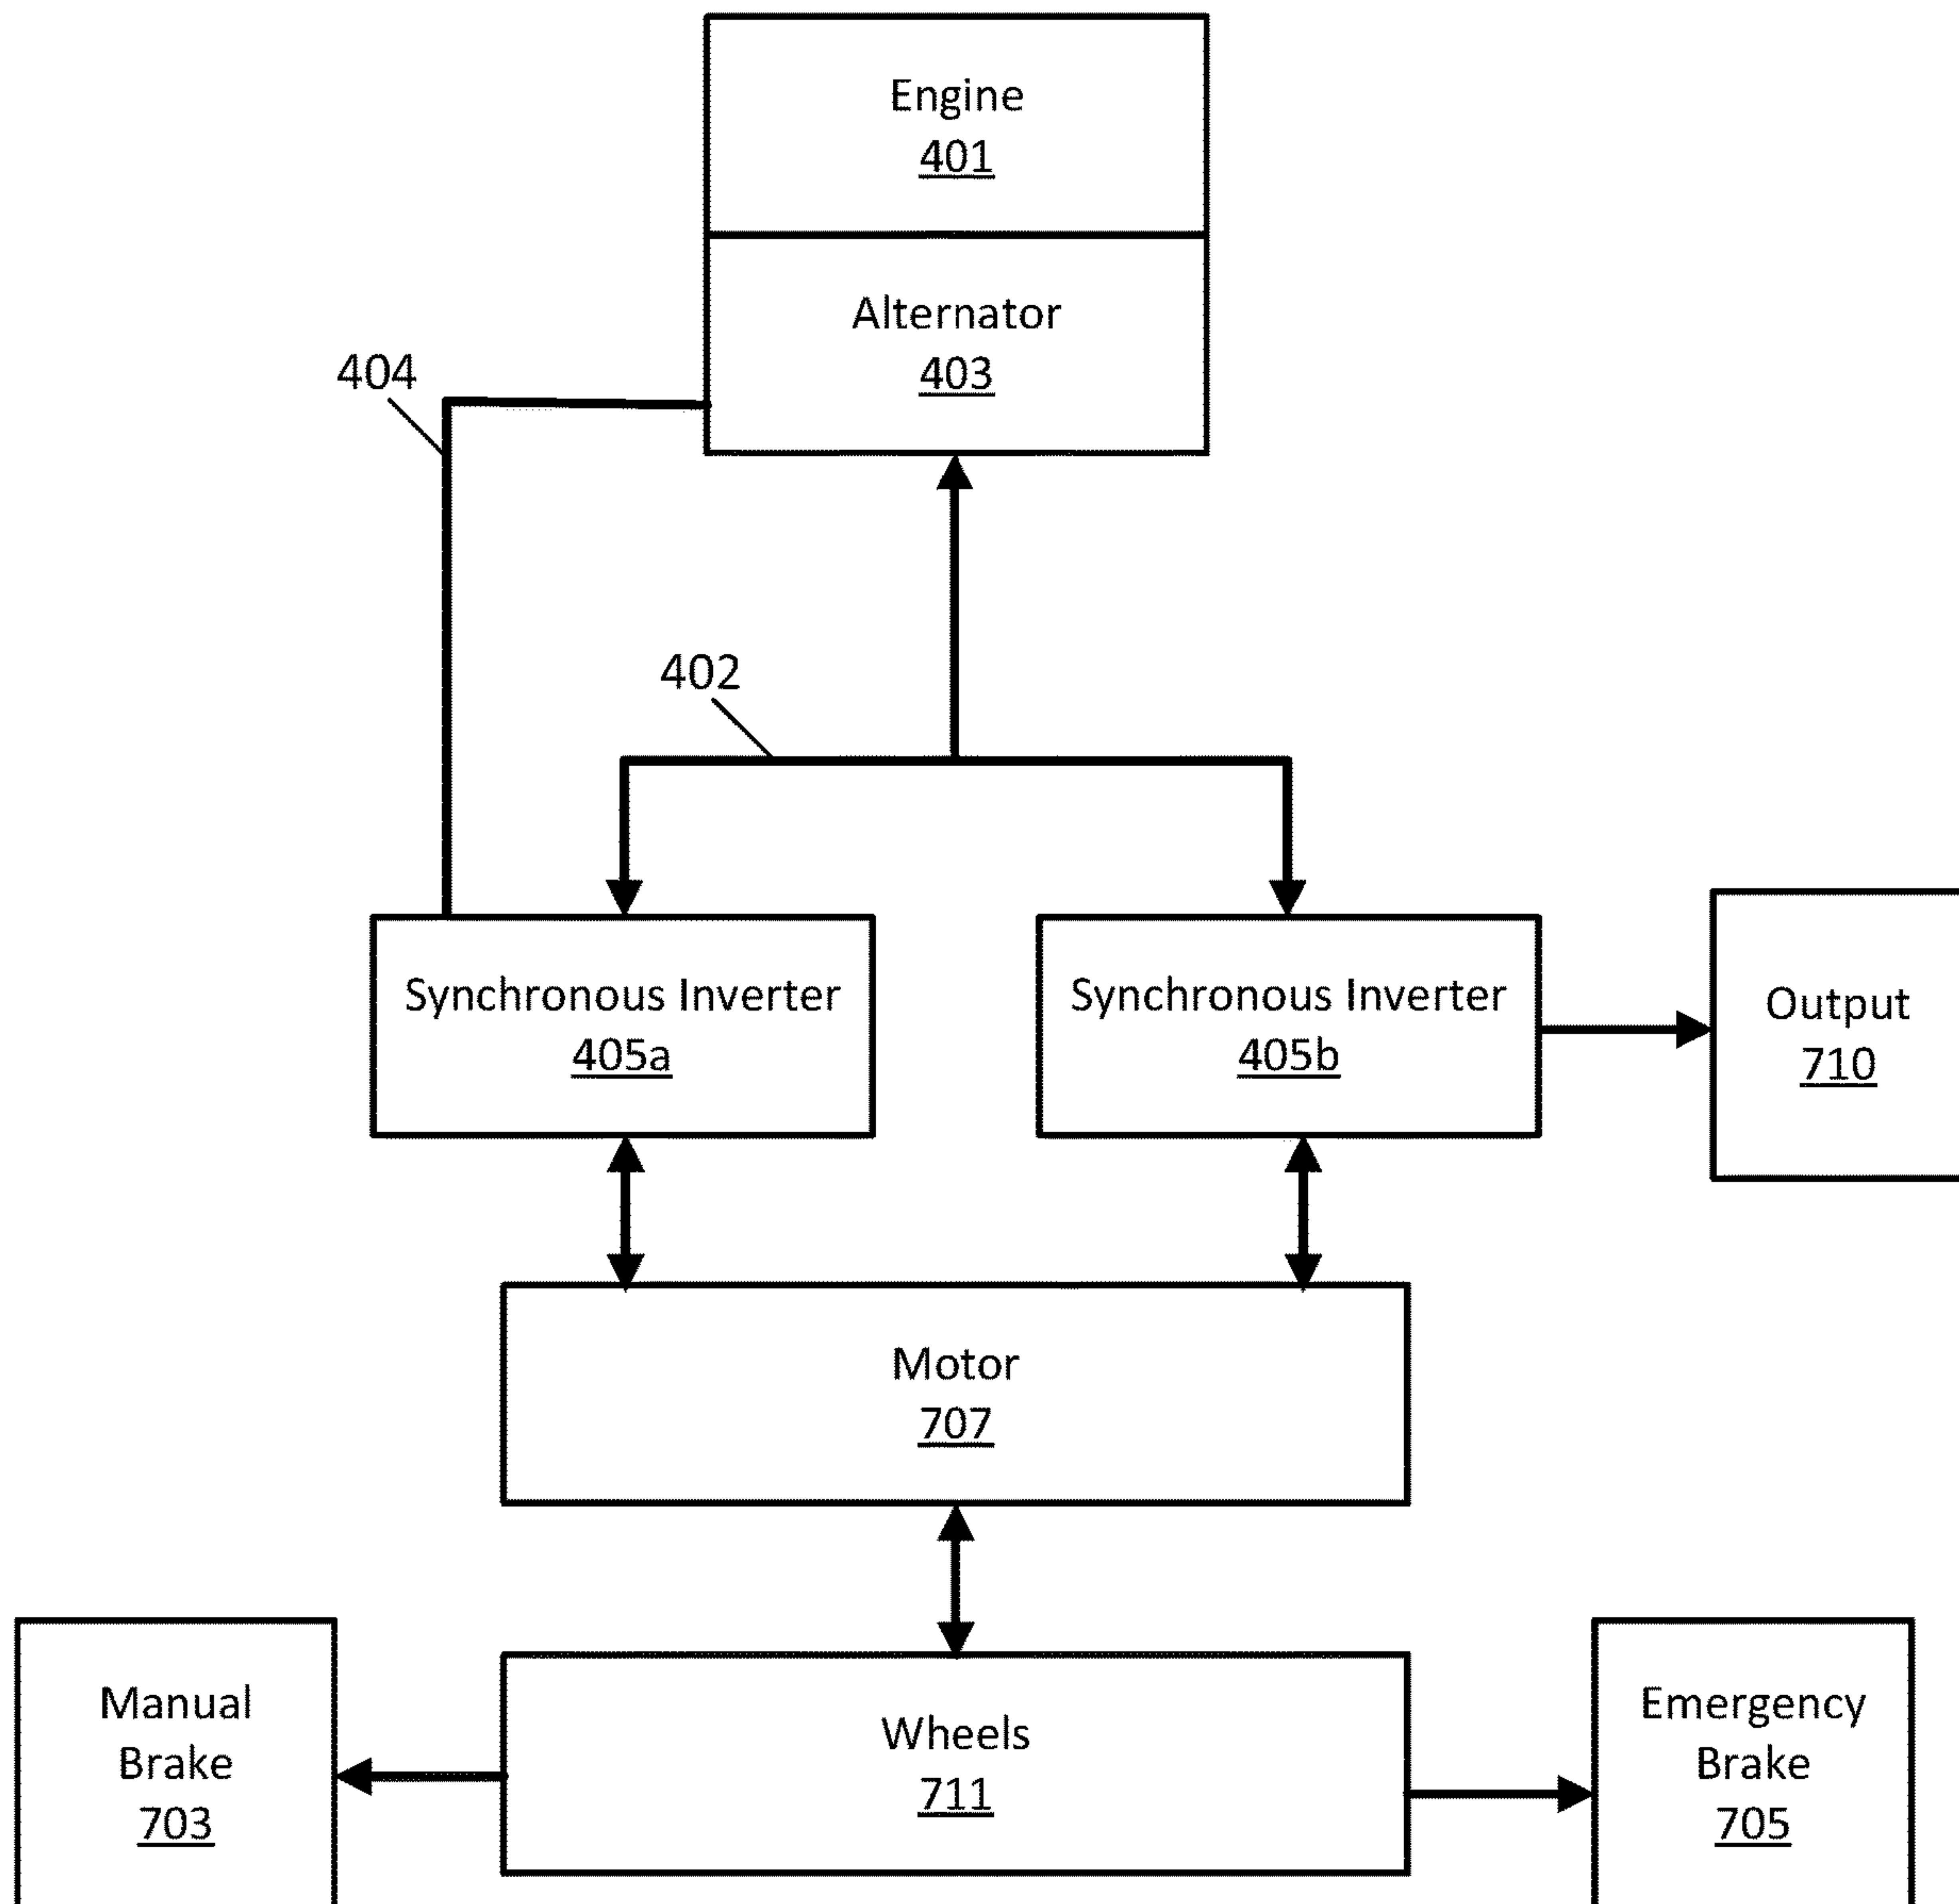 Engine
401
Alternator
403
404
402
Synchronous Inverter
405a
Synchronous Inverter
405b
Output
710
Motor
707
Manual
Brake
703
Wheels
711
Emergency
Brake
705